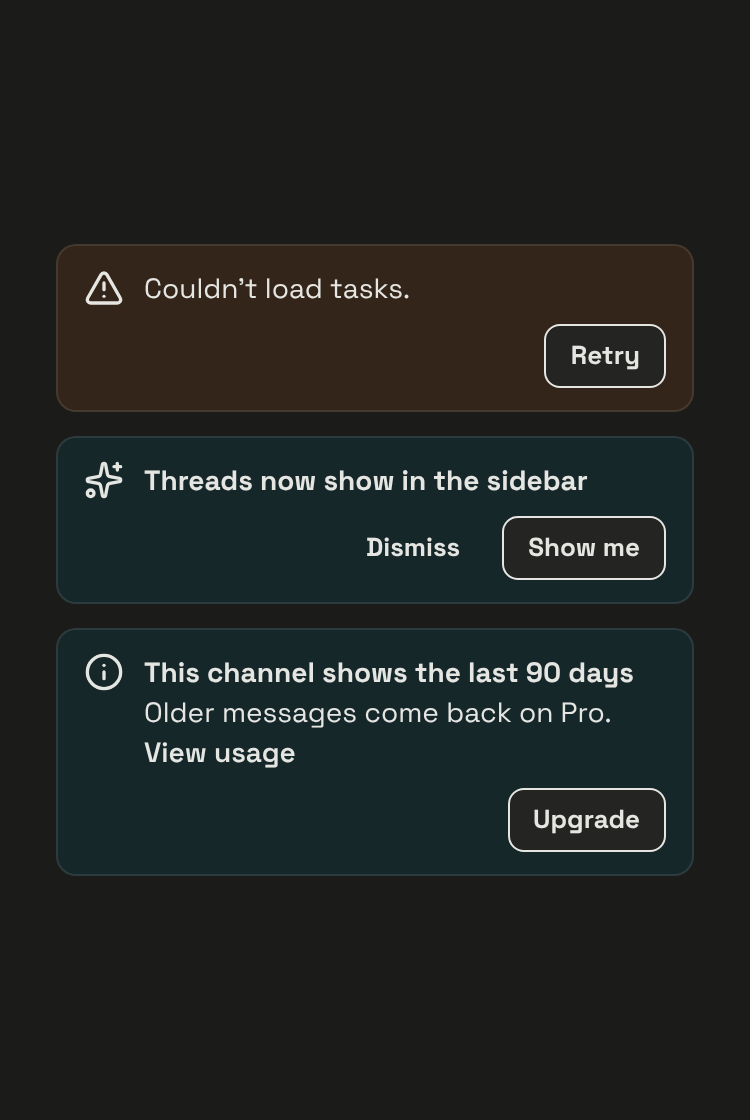 Couldn’t load tasks.
Retry
Threads now show in the sidebar
Dismiss
Show me
This channel shows the last 90 days
Older messages come back on Pro.
View usage
Upgrade